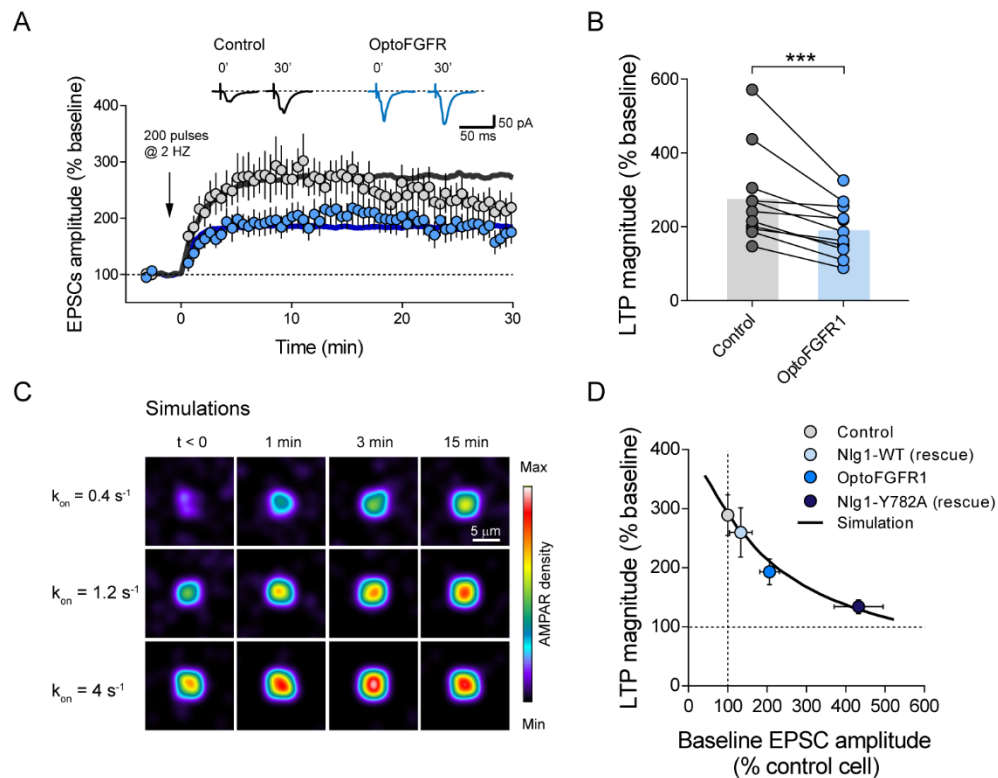 A
Control
OptoFGFR
0'
30'
0'
30'
50 pA
50 ms
200 pulses
@ 2 HZ
EPSCs amplitude (% baseline)
400
300
200
100
0
10
20
30
Time (min)
B
***
LTP magnitude (% baseline)
600
400
200
0
Control
OptoFGFR1
C
Simulations
t < 0
1 min
3 min
15 min
kon = 0.4 s-1
kon = 1.2 s-1
kon = 4 s-1
5 μm
Max
AMPAR density
Min
D
Control
Nlg1-WT (rescue)
OptoFGFR1
Nlg1-Y782A (rescue)
Simulation
LTP magnitude (% baseline)
400
300
200
100
0
0
100
200
300
400
500
600
Baseline EPSC amplitude
(% control cell)